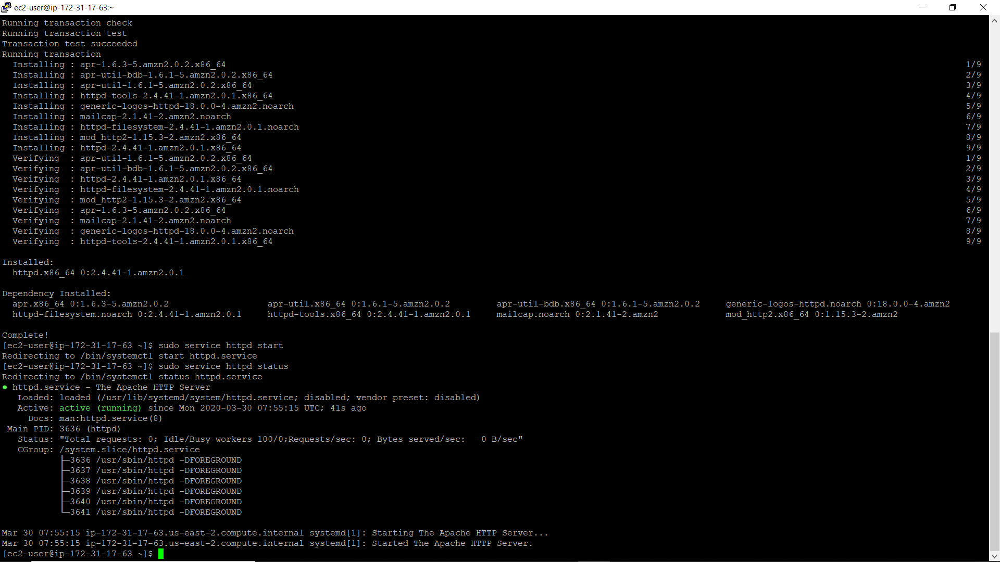 ec2-user@ip-172-31-17-63:~
Running transaction check
Running transaction test
Transaction test succeeded
Running transaction
  Installing : apr-1.6.3-5.amzn2.0.2.x86_64 1/9
  Installing : apr-util-bdb-1.6.1-5.amzn2.0.2.x86_64 2/9
  Installing : apr-util-1.6.1-5.amzn2.0.2.x86_64 3/9
  Installing : httpd-tools-2.4.41-1.amzn2.0.1.x86_64 4/9
  Installing : generic-logos-httpd-18.0.0-4.amzn2.noarch 5/9
  Installing : mailcap-2.1.41-2.amzn2.noarch 6/9
  Installing : httpd-filesystem-2.4.41-1.amzn2.0.1.noarch 7/9
  Installing : mod_http2-1.15.3-2.amzn2.x86_64 8/9
  Installing : httpd-2.4.41-1.amzn2.0.1.x86_64 9/9
  Verifying  : apr-util-1.6.1-5.amzn2.0.2.x86_64 1/9
  Verifying  : apr-util-bdb-1.6.1-5.amzn2.0.2.x86_64 2/9
  Verifying  : httpd-2.4.41-1.amzn2.0.1.x86_64 3/9
  Verifying  : httpd-filesystem-2.4.41-1.amzn2.0.1.noarch 4/9
  Verifying  : mod_http2-1.15.3-2.amzn2.x86_64 5/9
  Verifying  : apr-1.6.3-5.amzn2.0.2.x86_64 6/9
  Verifying  : mailcap-2.1.41-2.amzn2.noarch 7/9
  Verifying  : generic-logos-httpd-18.0.0-4.amzn2.noarch 8/9
  Verifying  : httpd-tools-2.4.41-1.amzn2.0.1.x86_64 9/9
Installed:
  httpd.x86_64 0:2.4.41-1.amzn2.0.1
Dependency Installed:
  apr.x86_64 0:1.6.3-5.amzn2.0.2 apr-util.x86_64 0:1.6.1-5.amzn2.0.2 apr-util-bdb.x86_64 0:1.6.1-5.amzn2.0.2 generic-logos-httpd.noarch 0:18.0.0-4.amzn2
  httpd-filesystem.noarch 0:2.4.41-1.amzn2.0.1 httpd-tools.x86_64 0:2.4.41-1.amzn2.0.1 mailcap.noarch 0:2.1.41-2.amzn2 mod_http2.x86_64 0:1.15.3-2.amzn2
Complete!
[ec2-user@ip-172-31-17-63 ~]$ sudo service httpd start
Redirecting to /bin/systemctl start httpd.service
[ec2-user@ip-172-31-17-63 ~]$ sudo service httpd status
Redirecting to /bin/systemctl status httpd.service
● httpd.service - The Apache HTTP Server
   Loaded: loaded (/usr/lib/systemd/system/httpd.service; disabled; vendor preset: disabled)
   Active: active (running) since Mon 2020-03-30 07:55:15 UTC; 41s ago
     Docs: man:httpd.service(8)
 Main PID: 3636 (httpd)
   Status: "Total requests: 0; Idle/Busy workers 100/0;Requests/sec: 0; Bytes served/sec:   0 B/sec"
   CGroup: /system.slice/httpd.service
           ├─3636 /usr/sbin/httpd -DFOREGROUND
           ├─3637 /usr/sbin/httpd -DFOREGROUND
           ├─3638 /usr/sbin/httpd -DFOREGROUND
           ├─3639 /usr/sbin/httpd -DFOREGROUND
           ├─3640 /usr/sbin/httpd -DFOREGROUND
           └─3641 /usr/sbin/httpd -DFOREGROUND
Mar 30 07:55:15 ip-172-31-17-63.us-east-2.compute.internal systemd[1]: Starting The Apache HTTP Server...
Mar 30 07:55:15 ip-172-31-17-63.us-east-2.compute.internal systemd[1]: Started The Apache HTTP Server.
[ec2-user@ip-172-31-17-63 ~]$